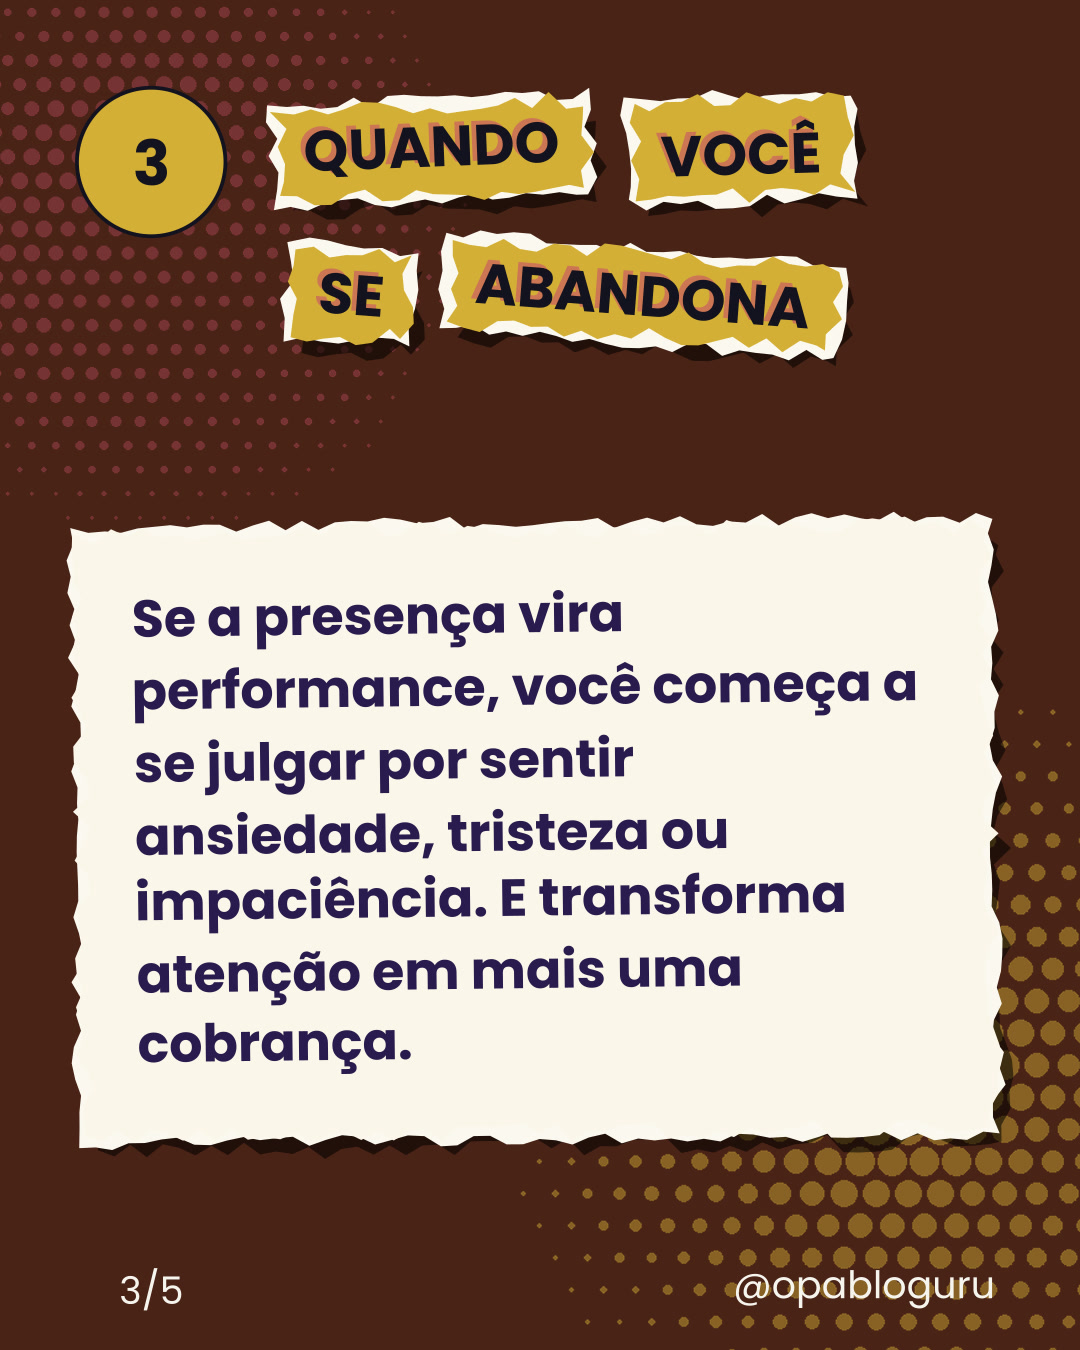 3
QUANDO VOCÊ
SE ABANDONA
Se a presença vira
performance, você começa a
se julgar por sentir
ansiedade, tristeza ou
impaciência. E transforma
atenção em mais uma
cobrança.
3/5
@opabloguru